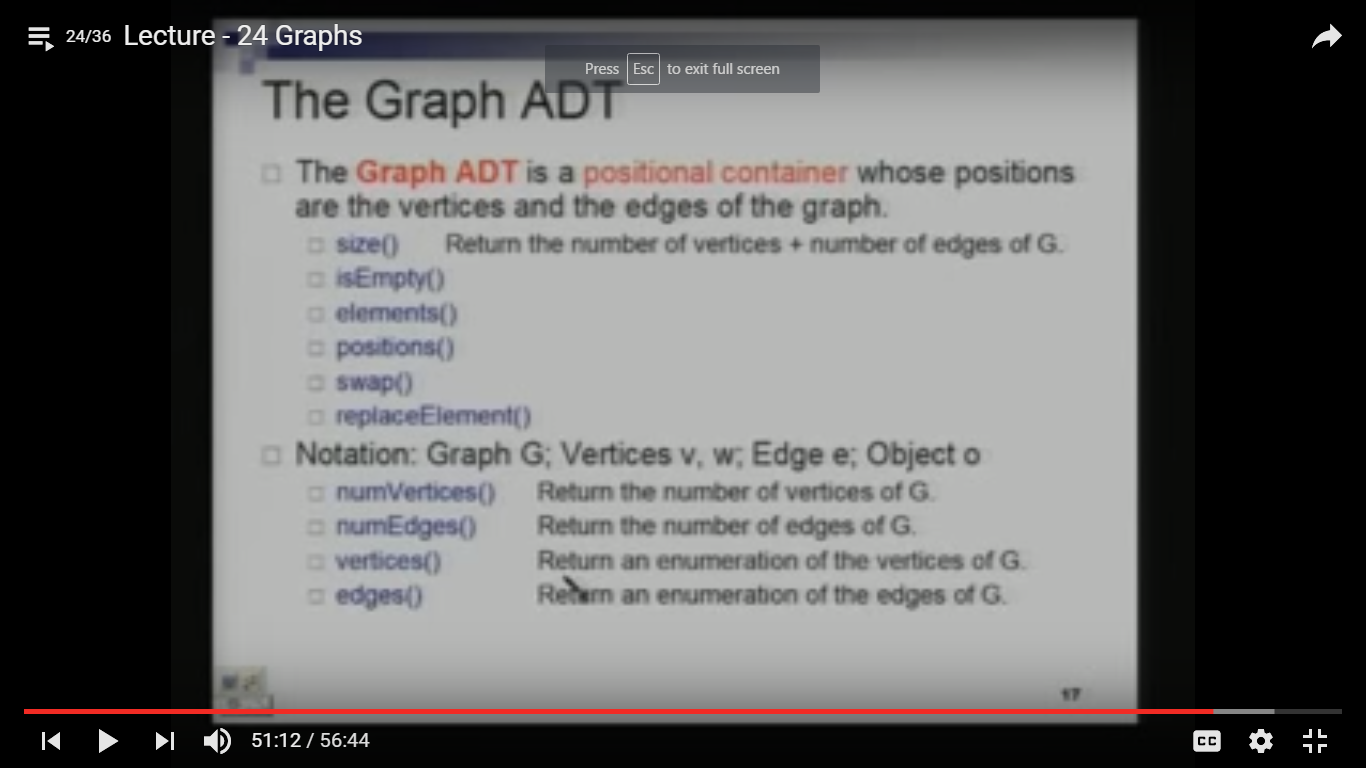 24/36 Lecture - 24 Graphs
Press Esc to exit full screen
The Graph ADT
The Graph ADT is a positional container whose positions
are the vertices and the edges of the graph.
size() Return the number of vertices + number of edges of G.
isEmpty()
elements()
positions()
swap()
replaceElement()
Notation: Graph G; Vertices v, w; Edge e; Object o
numVertices() Return the number of vertices of G.
numEdges() Return the number of edges of G.
vertices() Return an enumeration of the vertices of G.
edges() Return an enumeration of the edges of G.
17
51:12 / 56:44
CC